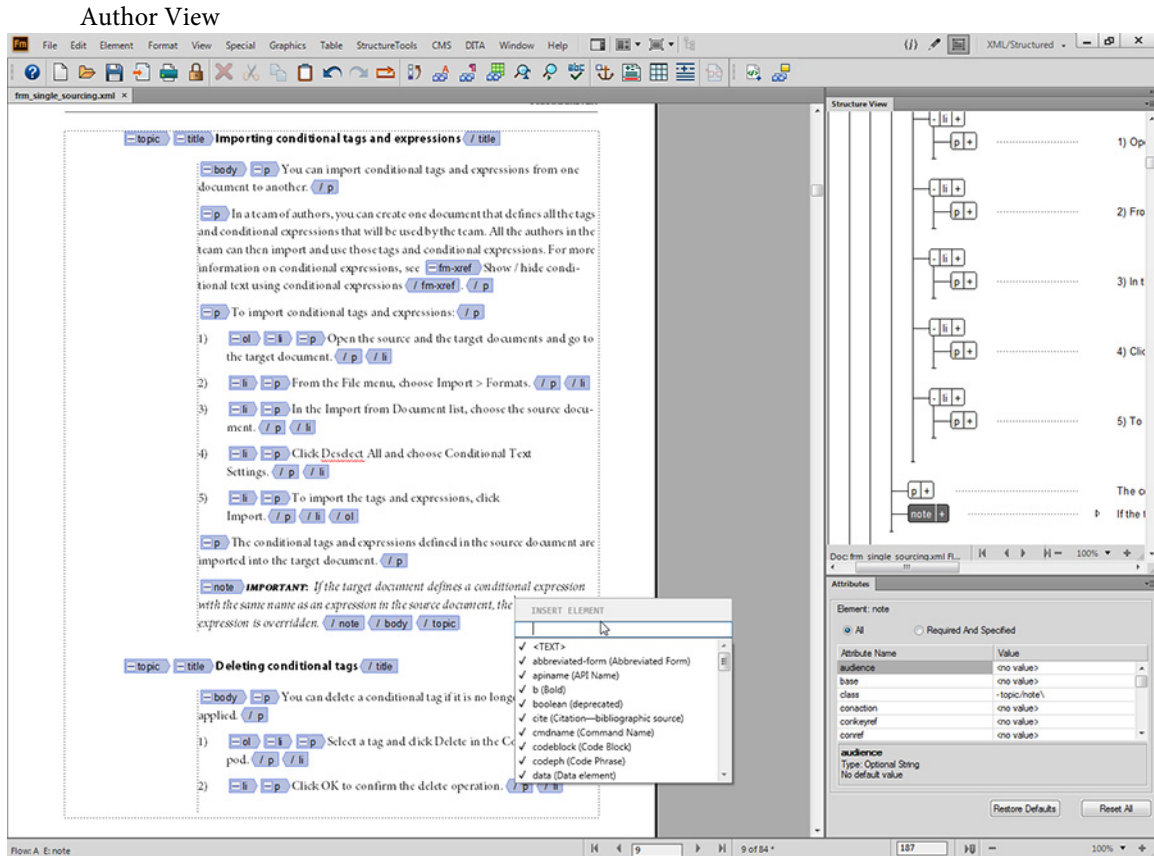 Author View
Fm File Edit Element Format View Special Graphics Table StructureTools CMS DITA Window Help XML/Structured
frm_single_sourcing.xml ×
topic title Importing conditional tags and expressions / title
body p You can import conditional tags and expressions from one
document to another. / p
p In a team of authors, you can create one document that defines all the tags
and conditional expressions that will be used by the team. All the authors in the
team can then import and use those tags and conditional expressions. For more
information on conditional expressions, see fm-xref Show / hide condi-
tional text using conditional expressions / fm-xref . / p
p To import conditional tags and expressions: / p
1) ol li p Open the source and the target documents and go to
the target document. / p / li
2) li p From the File menu, choose Import > Formats. / p / li
3) li p In the Import from Document list, choose the source docu-
ment. / p / li
4) li p Click Deselect All and choose Conditional Text
Settings. / p / li
5) li p To import the tags and expressions, click
Import. / p / li / ol
p The conditional tags and expressions defined in the source document are
imported into the target document. / p
note IMPORTANT: If the target document defines a conditional expression
with the same name as an expression in the source document, the
expression is overridden. / note / body / topic
topic title Deleting conditional tags / title
body p You can delete a conditional tag if it is no longe
applied. / p
1) ol li p Select a tag and click Delete in the Co
pod. / p / li
2) li p Click OK to confirm the delete operation. / p / li
INSERT ELEMENT
✓ <TEXT>
✓ abbreviated-form (Abbreviated Form)
✓ apiname (API Name)
✓ b (Bold)
✓ boolean (deprecated)
✓ cite (Citation—bibliographic source)
✓ cmdname (Command Name)
✓ codeblock (Code Block)
✓ codeph (Code Phrase)
✓ data (Data element)
Structure View
- li +
p + 1) Op
- li +
p + 2) Fro
- li +
p + 3) In t
- li +
p + 4) Clic
- li +
p + 5) To
p + The co
note + If the t
Doc: frm_single_sourcing.xml Fl... 100%
Attributes
Element: note
All Required And Specified
Attribute Name Value
audience <no value>
base <no value>
class - topic/note\
conaction <no value>
conkeyref <no value>
conref <no value>
audience
Type: Optional String
No default value
Restore Defaults Reset All
Flow: A E: note 9 9 of 84 * 187 100%